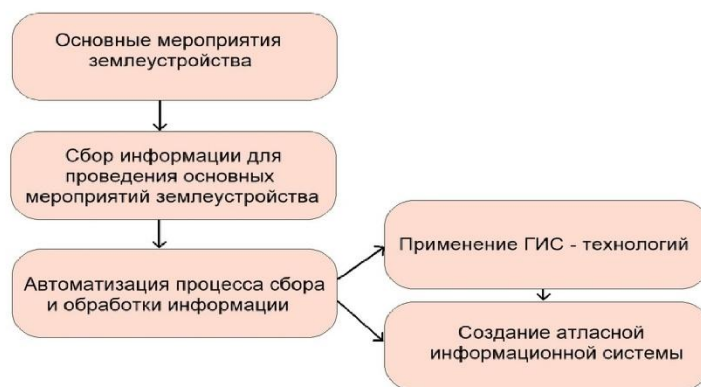 Основные мероприятия
землеустройства
Сбор информации для
проведения основных
мероприятий землеустройства
Автоматизация процесса сбора
и обработки информации
Применение ГИС - технологий
Создание атласной
информационной системы